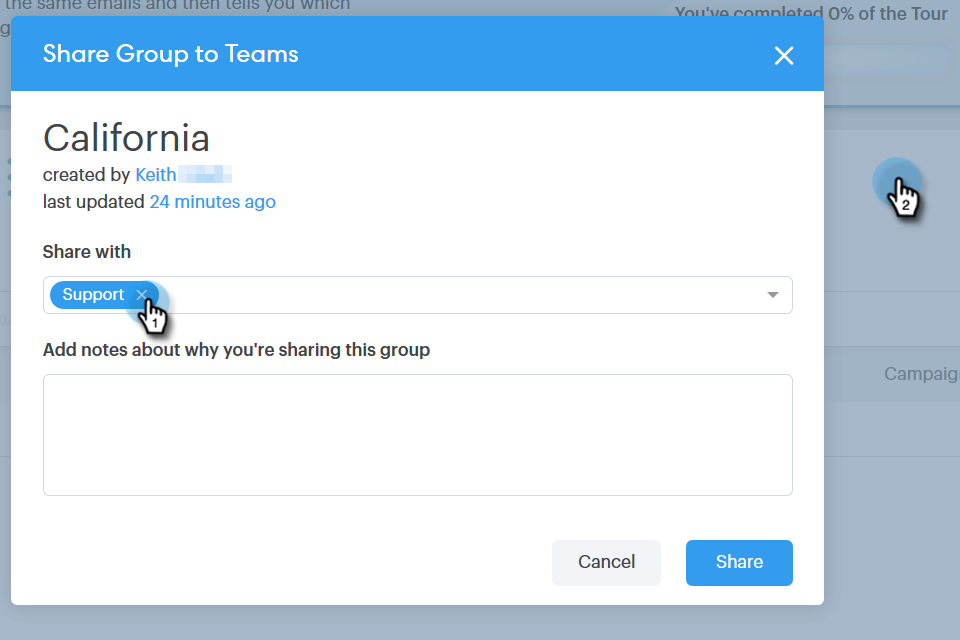 the same emails and then tells you which
You've completed 0% of the Tour
g
Share Group to Teams
California
created by Keith
last updated 24 minutes ago
Share with
Support
1
2
Add notes about why you're sharing this group
Campaig
Cancel
Share